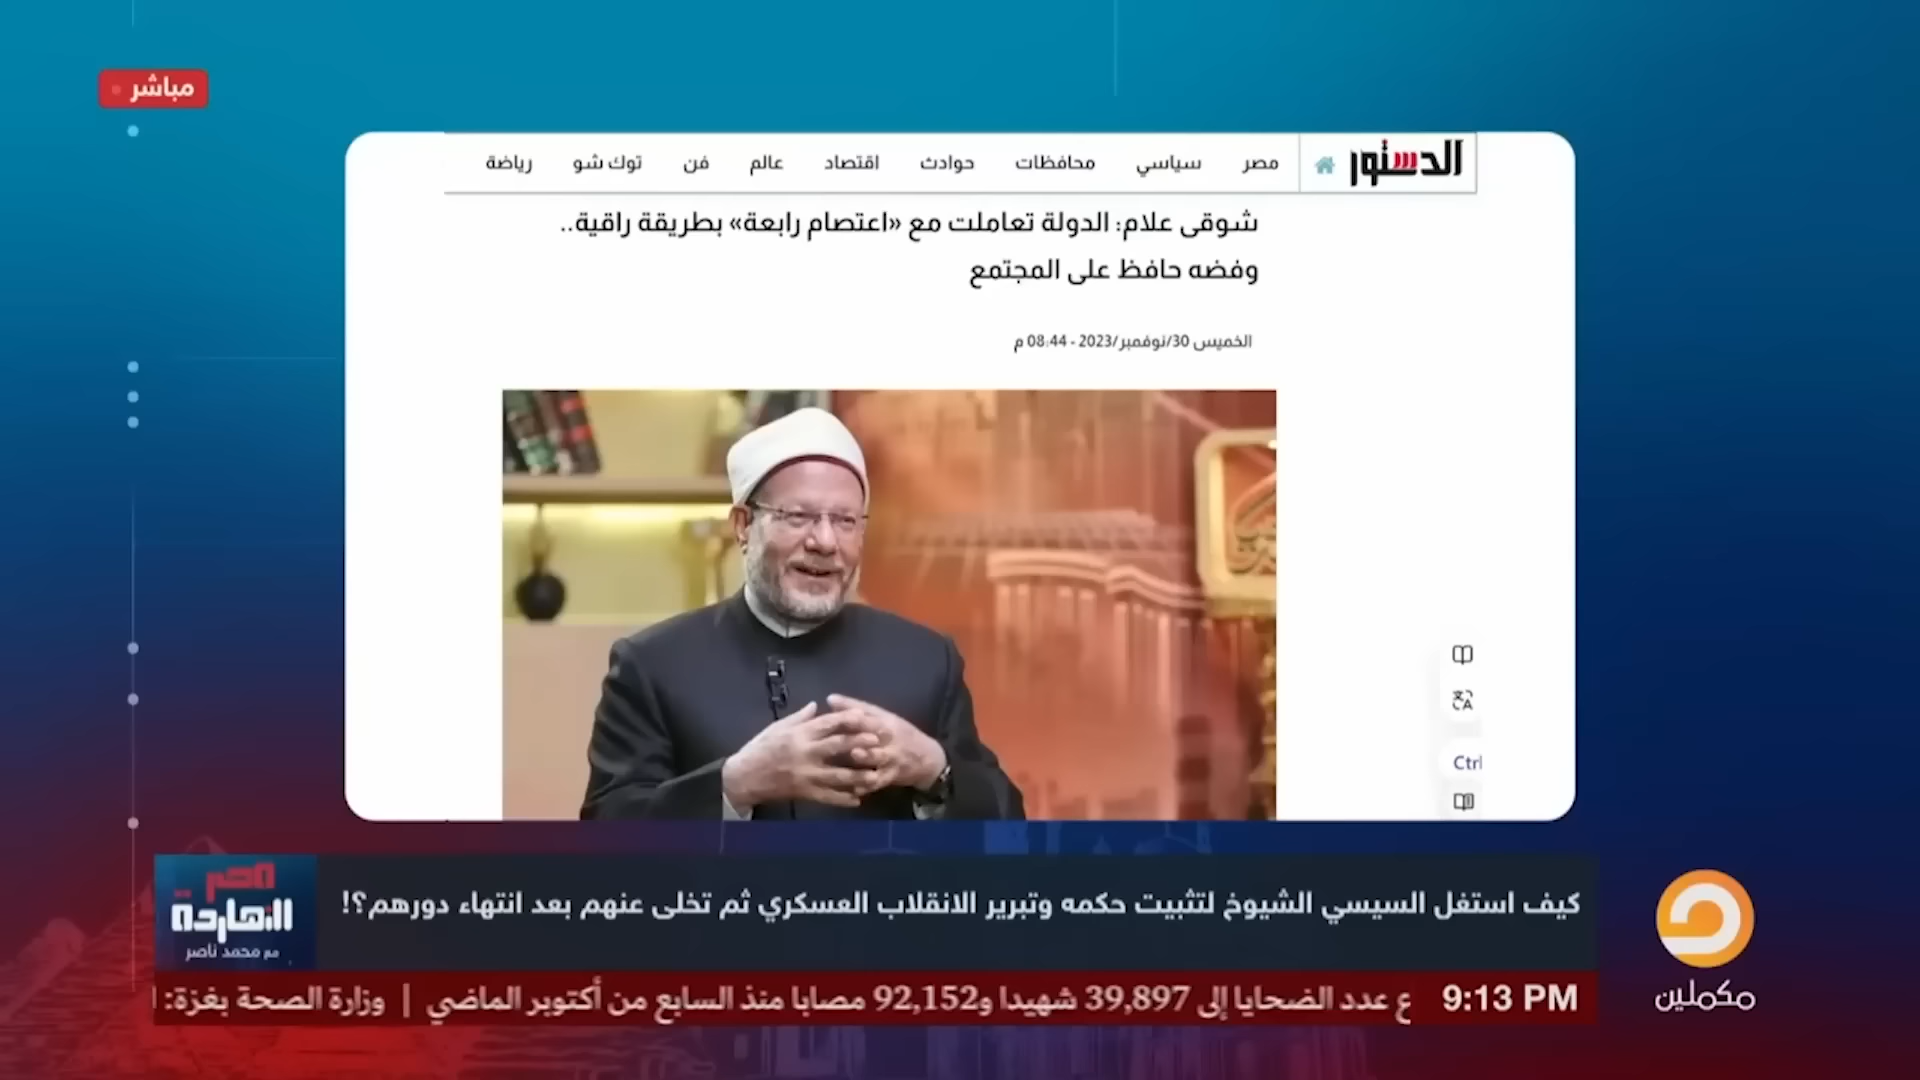 مباشر
الدستور
مصر سياسي محافظات حوادث اقتصاد عالم فن توك شو رياضة
شوقى علام: الدولة تعاملت مع «اعتصام رابعة» بطريقة راقية..
وفضه حافظ على المجتمع
الخميس 30/نوفمبر/2023 - 08:44 م
Ctrl
كيف استغل السيسي الشيوخ لتثبيت حكمه وتبرير الانقلاب العسكري ثم تخلى عنهم بعد انتهاء دورهم؟!
مصر
النهاردة
مع محمد ناصر
9:13 PM
ع عدد الضحايا إلى 39,897 شهيدا و92,152 مصابا منذ السابع من أكتوبر الماضي | وزارة الصحة بغزة:
مكملين